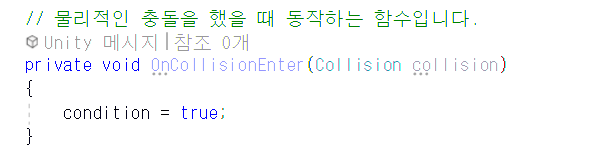 // 물리적인 충돌을 했을 때 동작하는 함수입니다.
Unity 메시지|참조 0개
private void OnCollisionEnter(Collision collision)
{
    condition = true;
}